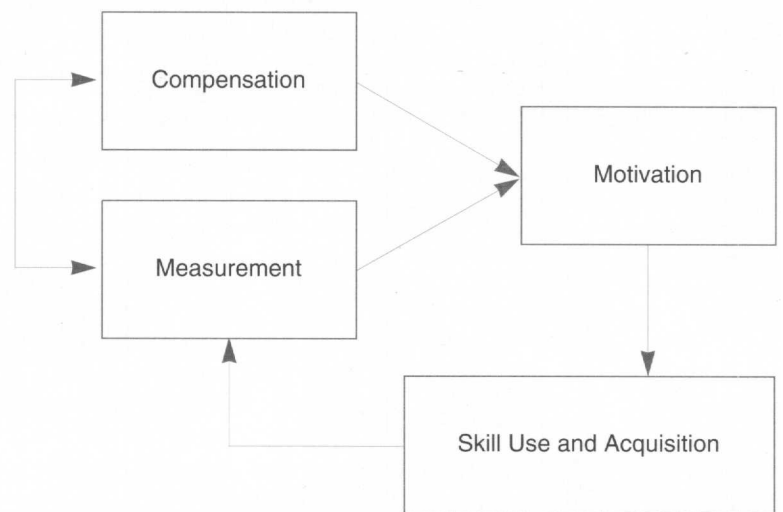 Compensation
Motivation
Measurement
Skill Use and Acquisition